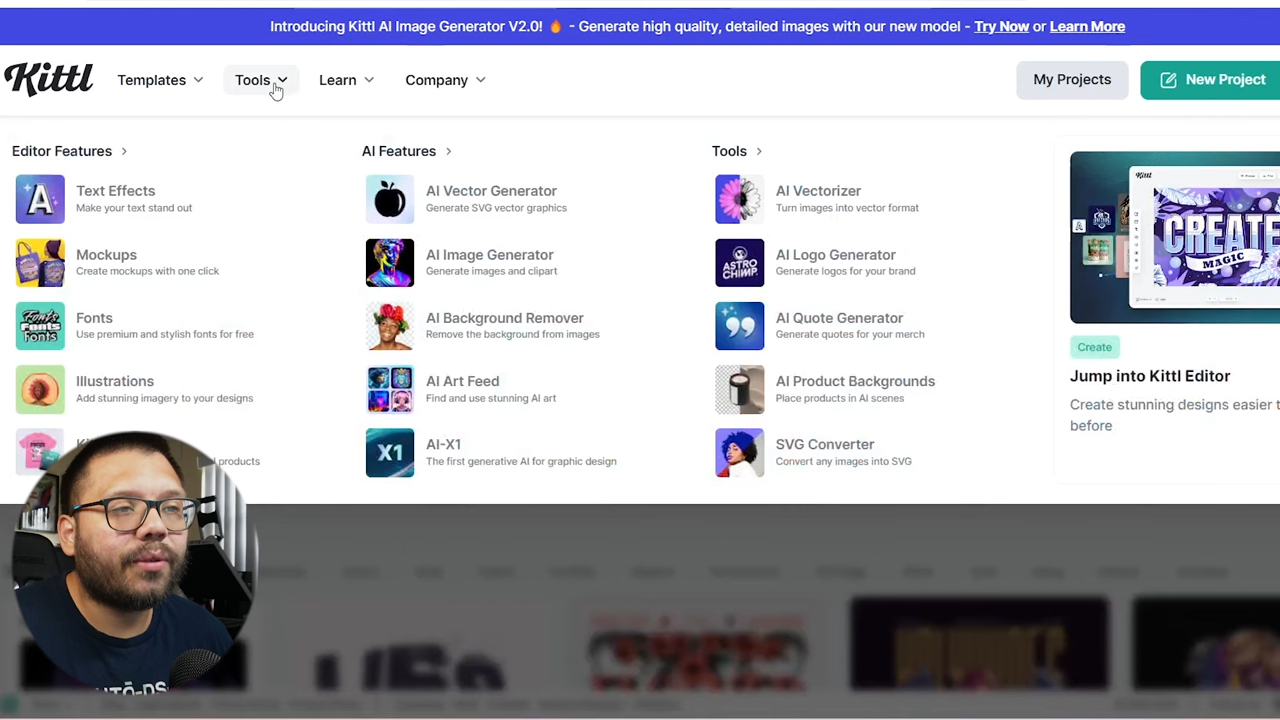 Introducing Kittl AI Image Generator V2.0! 🔥 - Generate high quality, detailed images with our new model - Try Now or Learn More
Kittl
Templates
Tools
Learn
Company
My Projects
New Project
Editor Features
Text Effects
Make your text stand out
Mockups
Create mockups with one click
Fonts
Use premium and stylish fonts for free
Illustrations
Add stunning imagery to your designs
products
AI Features
AI Vector Generator
Generate SVG vector graphics
AI Image Generator
Generate images and clipart
AI Background Remover
Remove the background from images
AI Art Feed
Find and use stunning AI art
X1
AI-X1
The first generative AI for graphic design
Tools
AI Vectorizer
Turn images into vector format
ASTRO
CHIMP
AI Logo Generator
Generate logos for your brand
AI Quote Generator
Generate quotes for your merch
AI Product Backgrounds
Place products in AI scenes
SVG Converter
Convert any images into SVG
CREATE
MAGIC
Create
Jump into Kittl Editor
Create stunning designs easier
before